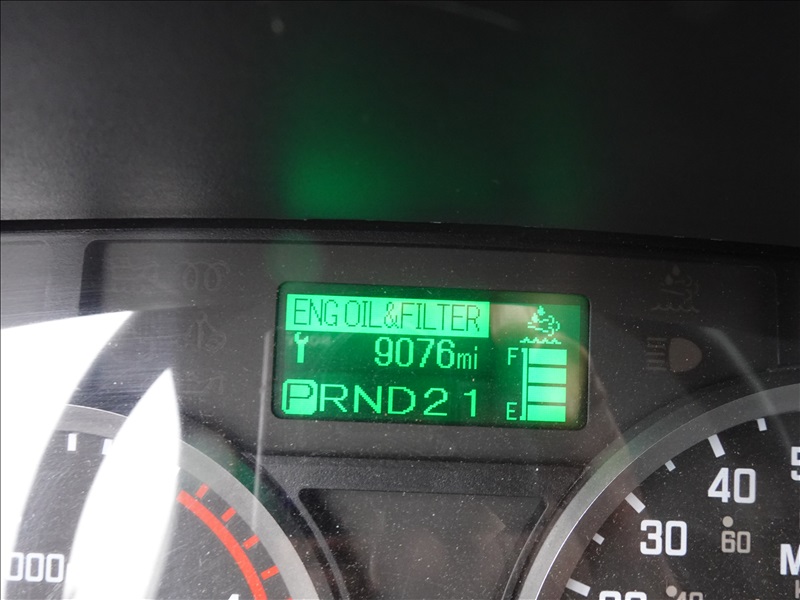 ENG OIL&FILTER
9076mi
F
PRND21
E
40
30
60